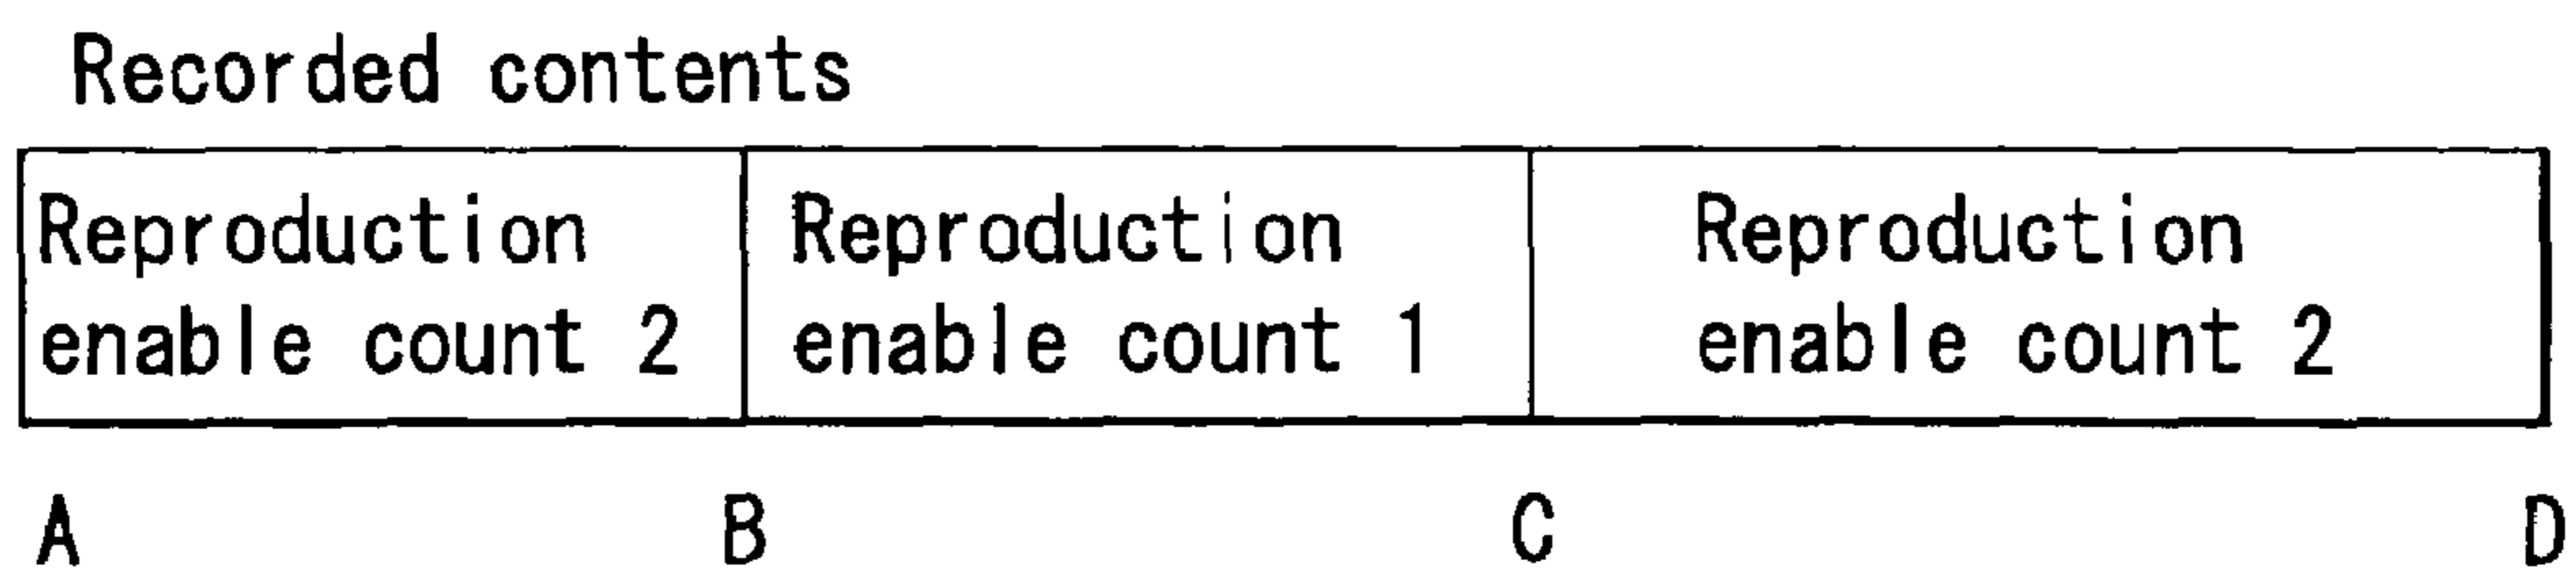 Recorded contents
Reproduction
enable count 2
Reproduction
enable count 1
Reproduction
enable count 2
A B C D